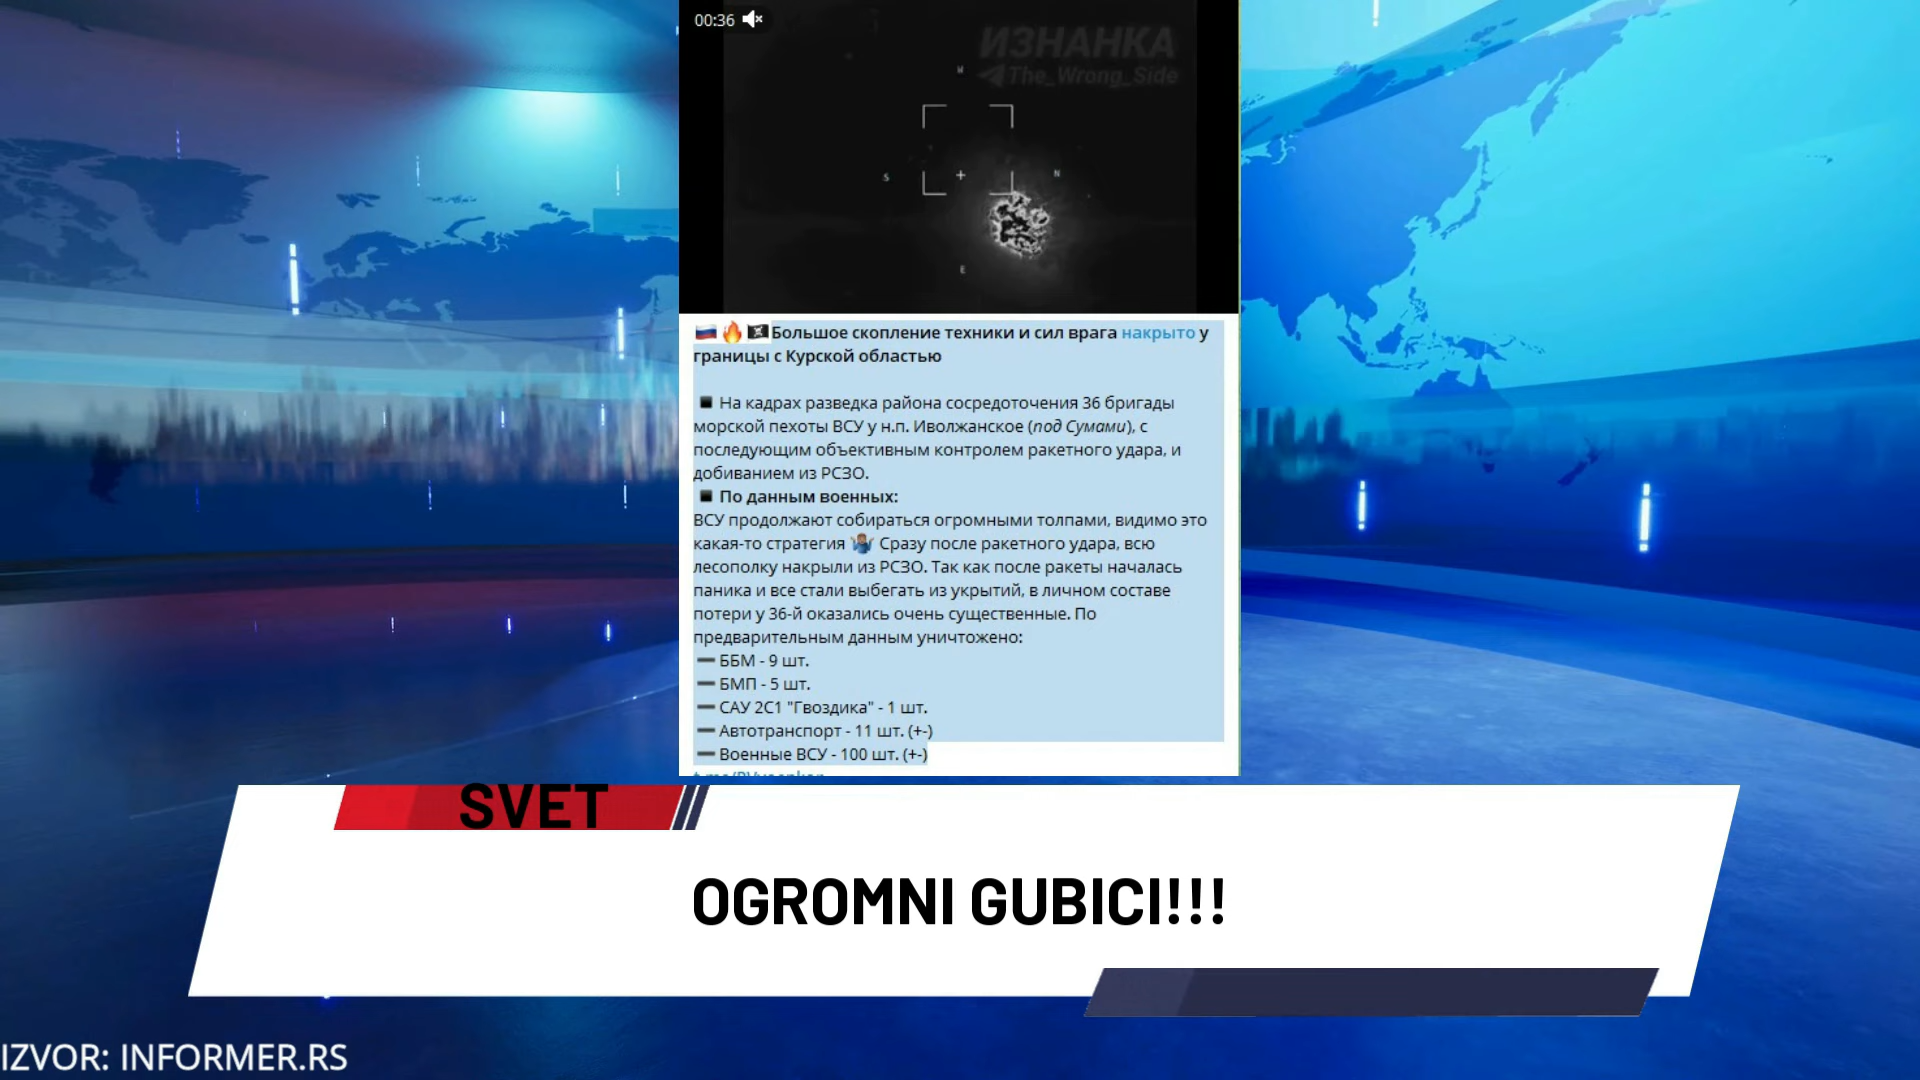 00:36
ИЗНАНКА
The_Wrong_Side
W
S
N
E
Большое скопление техники и сил врага накрыто у
границы с Курской областью
На кадрах разведка района сосредоточения 36 бригады
морской пехоты ВСУ у н.п. Иволжанское (под Сумами), с
последующим объективным контролем ракетного удара, и
добиванием из РСЗО.
По данным военных:
ВСУ продолжают собираться огромными толпами, видимо это
какая-то стратегия Сразу после ракетного удара, всю
лесополку накрыли из РСЗО. Так как после ракеты началась
паника и все стали выбегать из укрытий, в личном составе
потери у 36-й оказались очень существенные. По
предварительным данным уничтожено:
➖ ББМ - 9 шт.
➖ БМП - 5 шт.
➖ САУ 2С1 "Гвоздика" - 1 шт.
➖ Автотранспорт - 11 шт. (+-)
➖ Военные ВСУ - 100 шт. (+-)
SVET
OGROMNI GUBICI!!!
IZVOR: INFORMER.RS